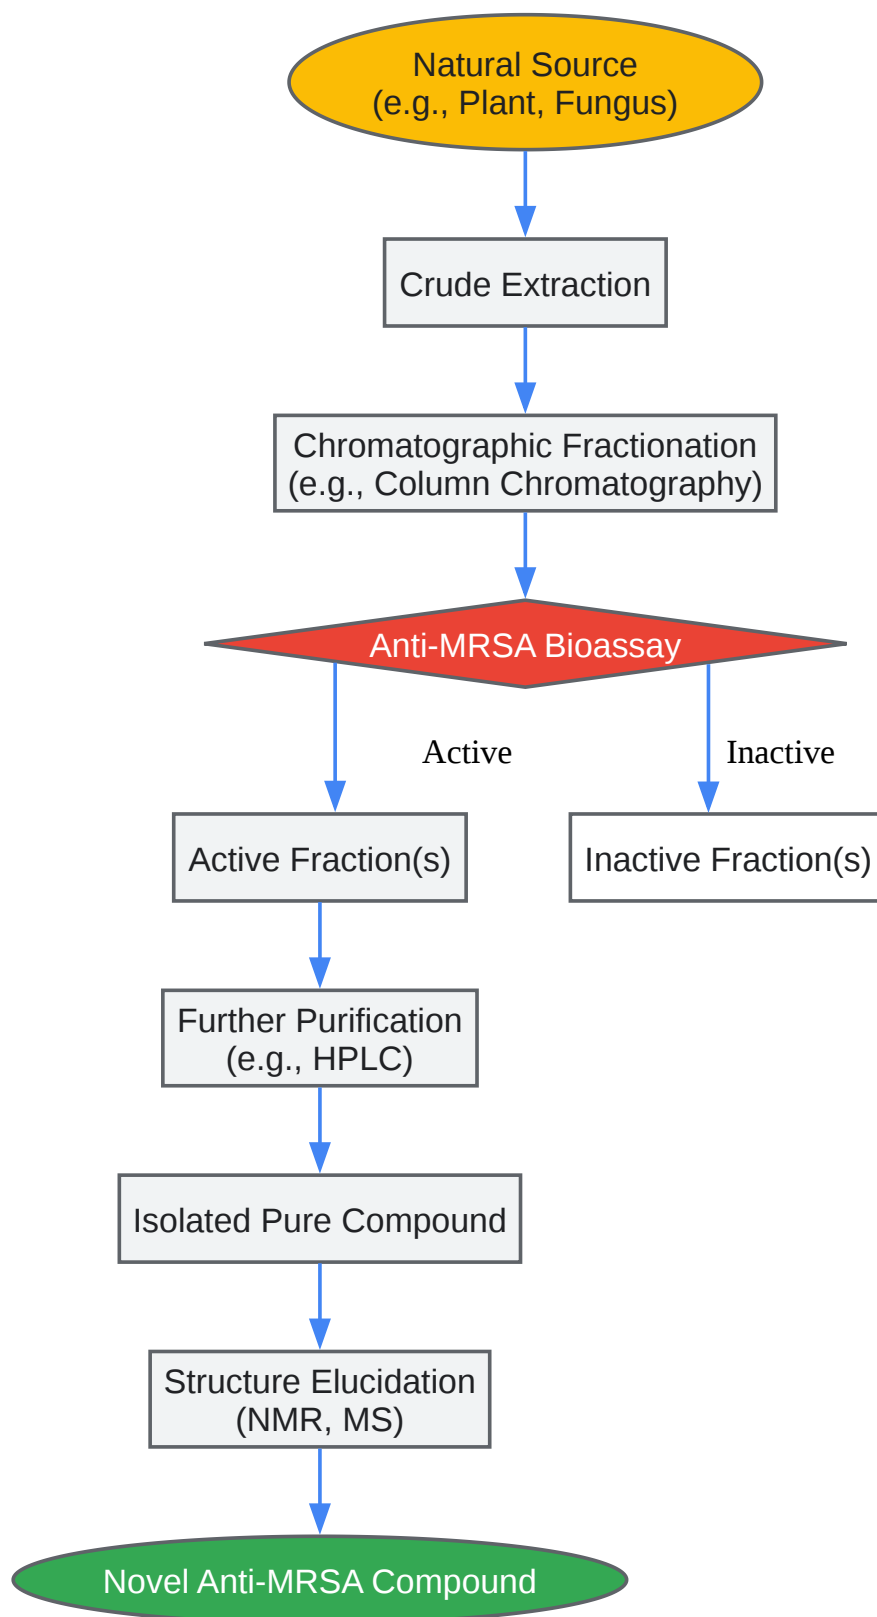 Natural Source
(e.g., Plant, Fungus)
Crude Extraction
Chromatographic Fractionation
(e.g., Column Chromatography)
Anti-MRSA Bioassay
Active
Inactive
Active Fraction(s)
Inactive Fraction(s)
Further Purification
(e.g., HPLC)
Isolated Pure Compound
Structure Elucidation
(NMR, MS)
Novel Anti-MRSA Compound